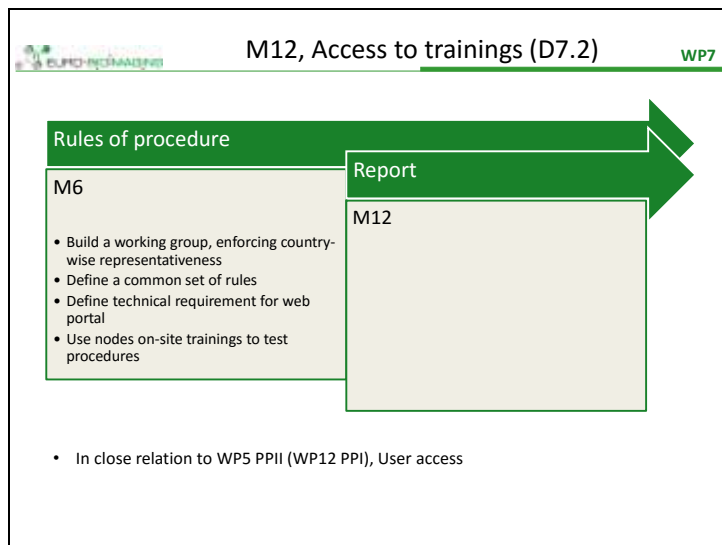 M12, Access to trainings (D7.2)
WP7
EURO-BIOIMAGING
Rules of procedure
Report
M6
• Build a working group, enforcing country-
wise representativeness
• Define a common set of rules
• Define technical requirement for web
portal
• Use nodes on-site trainings to test
procedures
M12
• In close relation to WP5 PPII (WP12 PPI), User access